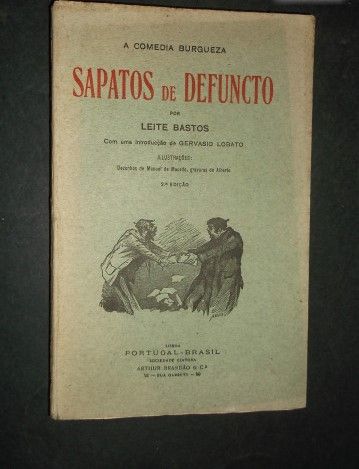 A COMEDIA BURGUEZA
SAPATOS DE DEFUNCTO
POR
LEITE BASTOS
Com uma introducção de GERVASIO LOBATO
ILLUSTRAÇÕES:
Dezenhos de Manuel de Macedo, gravuras de Alberto
2.ª EDIÇÃO
LISBOA
PORTUGAL-BRASIL
SOCIEDADE EDITORA
ARTHUR BRANDÃO & C.ª
RUA GARRETT